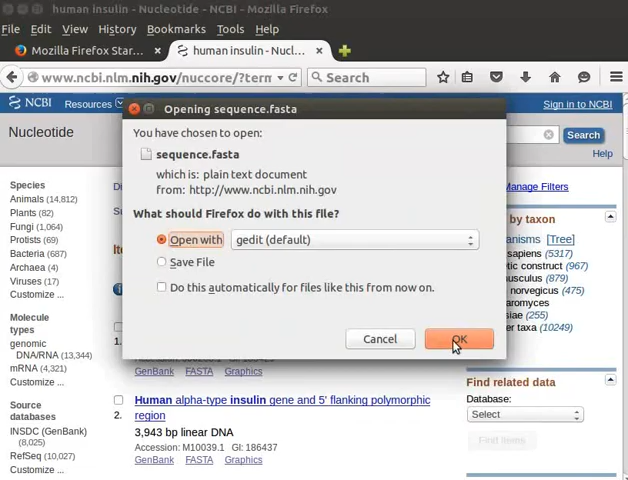 human insulin - Nucleotide - NCBI - Mozilla Firefox
File Edit View History Bookmarks Tools Help
Mozilla Firefox Star... × human insulin - Nucl... ×
www.ncbi.nlm.nih.gov/nuccore/?term Search
NCBI Resources Sign in to NCBI
Nucleotide Search
Help
Opening sequence.fasta
You have chosen to open:
sequence.fasta
which is: plain text document
from: http://www.ncbi.nlm.nih.gov
What should Firefox do with this file?
Open with gedit (default)
Save File
Do this automatically for files like this from now on.
Cancel OK
Species
Animals (14,812)
Plants (82)
Fungi (1,064)
Protists (69)
Bacteria (687)
Archaea (4)
Viruses (17)
Customize ...
Molecule
types
genomic
DNA/RNA (13,344)
mRNA (4,321)
Customize ...
Source
databases
INSDC (GenBank)
(8,025)
RefSeq (10,027)
Customize ...
1.
GenBank FASTA Graphics
Human alpha-type insulin gene and 5' flanking polymorphic
region
2.
3,943 bp linear DNA
Accession: M10039.1 GI: 186437
GenBank FASTA Graphics
Manage Filters
by taxon
[Tree]
sapiens (5317)
construct (967)
(879)
norvegicus (475)
(255)
taxa (10249)
Find related data
Database:
Select
Find items